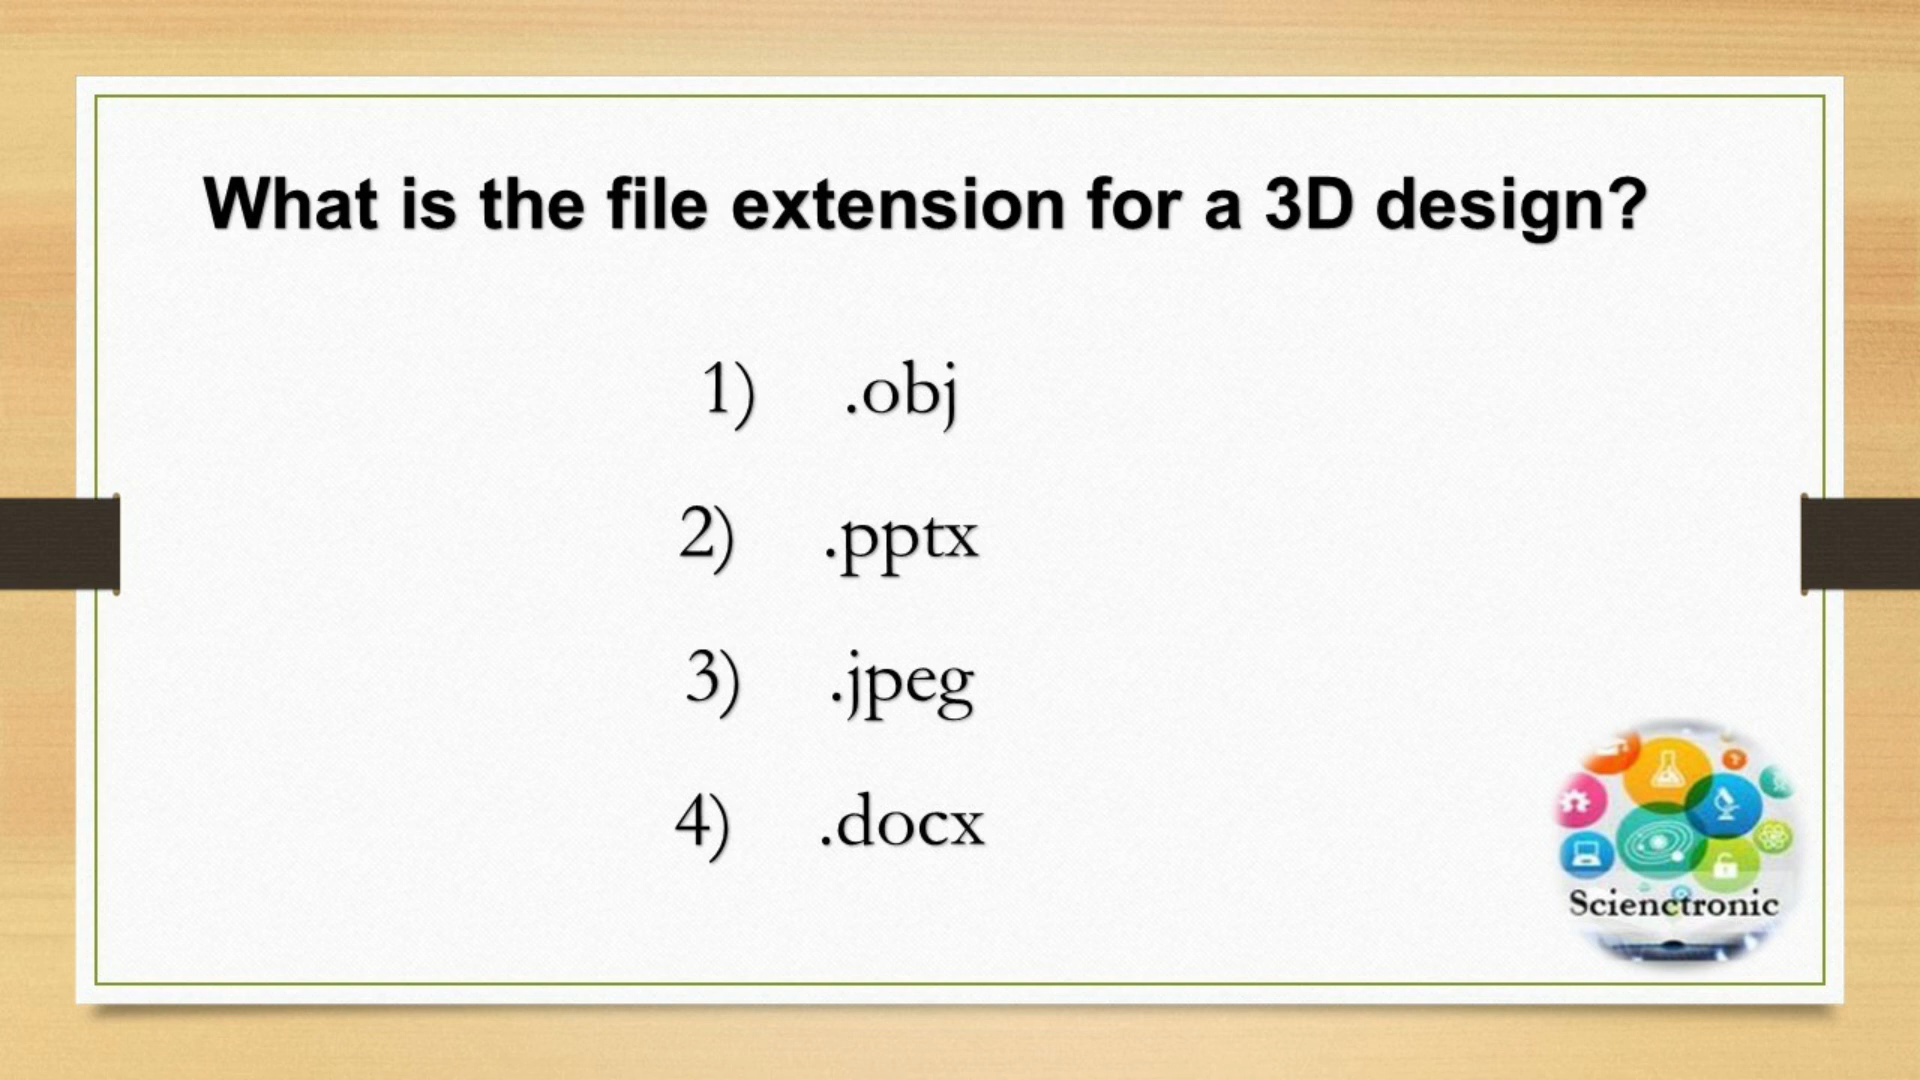 What is the file extension for a 3D design?
1) .obj
2) .pptx
3) .jpeg
4) .docx
Scienctronic